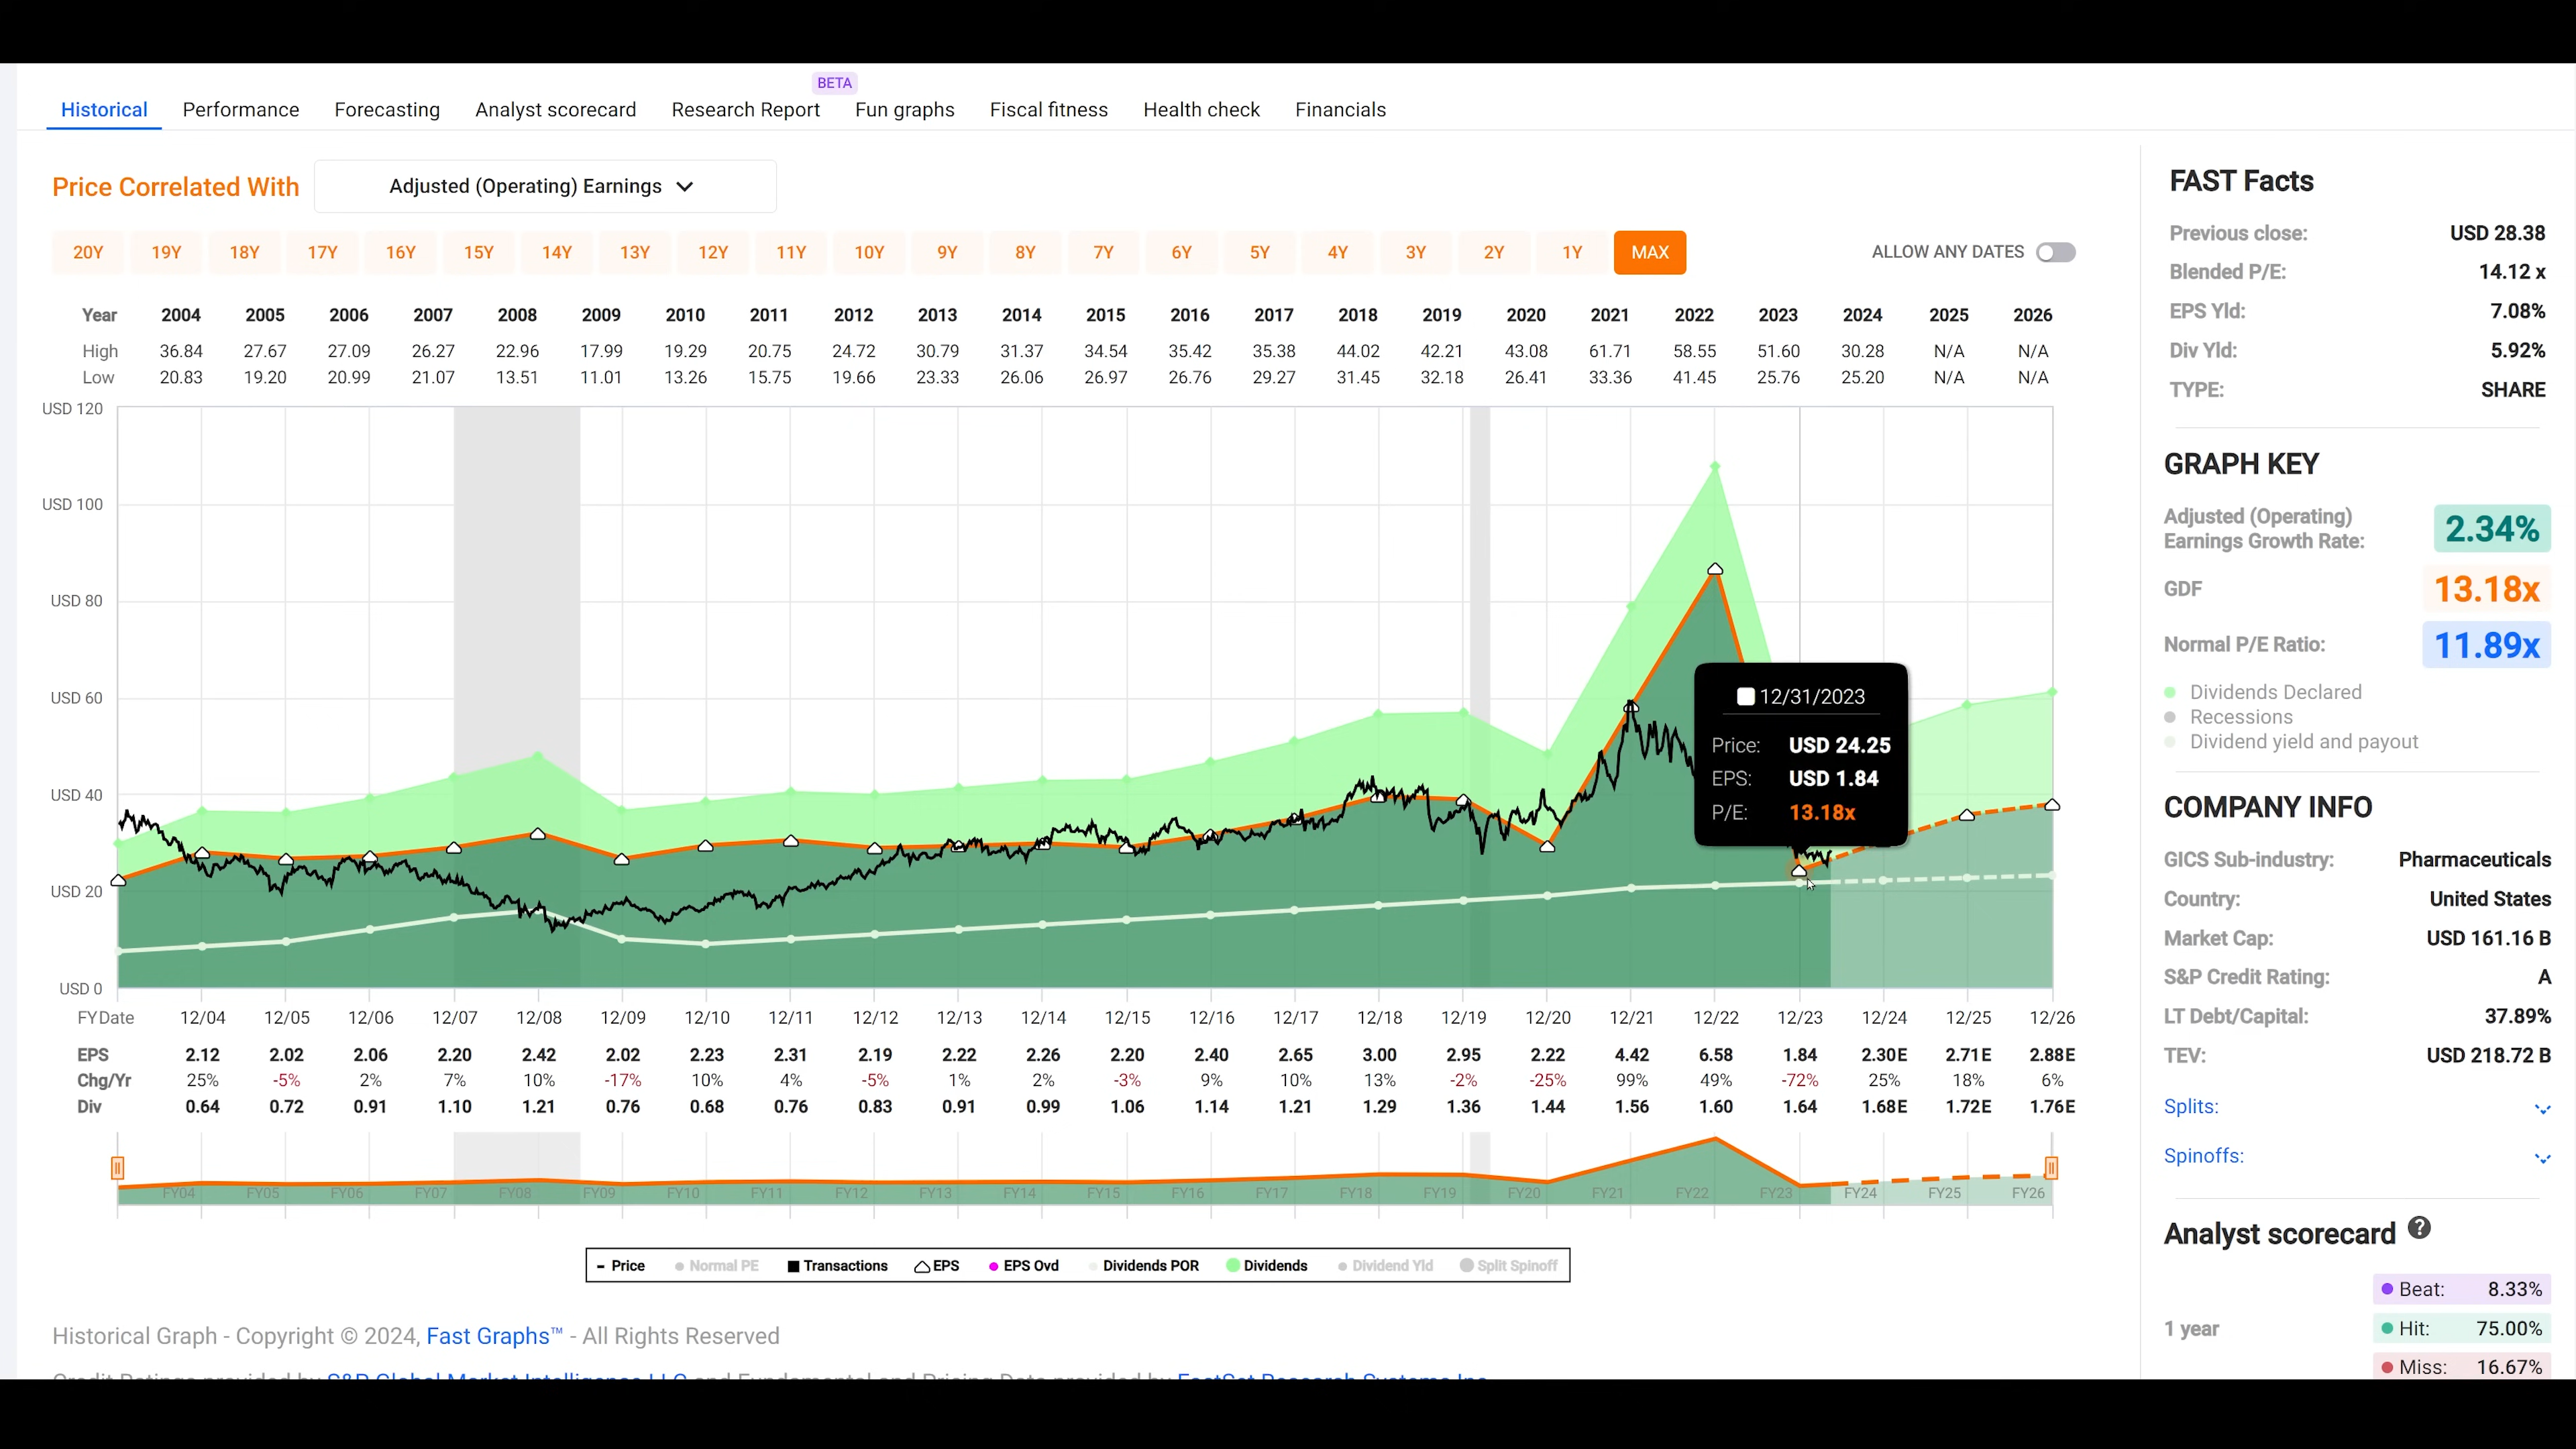 BETA
Historical Performance Forecasting Analyst scorecard Research Report Fun graphs Fiscal fitness Health check Financials
Price Correlated With Adjusted (Operating) Earnings
20Y 19Y 18Y 17Y 16Y 15Y 14Y 13Y 12Y 11Y 10Y 9Y 8Y 7Y 6Y 5Y 4Y 3Y 2Y 1Y MAX ALLOW ANY DATES
Year 2004 2005 2006 2007 2008 2009 2010 2011 2012 2013 2014 2015 2016 2017 2018 2019 2020 2021 2022 2023 2024 2025 2026
High 36.84 27.67 27.09 26.27 22.96 17.99 19.29 20.75 24.72 30.79 31.37 34.54 35.42 35.38 44.02 42.21 43.08 61.71 58.55 51.60 30.28 N/A N/A
Low 20.83 19.20 20.99 21.07 13.51 11.01 13.26 15.75 19.66 23.33 26.06 26.97 26.76 29.27 31.45 32.18 26.41 33.36 41.45 25.76 25.20 N/A N/A
USD 120
USD 100
USD 80
USD 60
USD 40
USD 20
USD 0
12/31/2023
Price: USD 24.25
EPS: USD 1.84
P/E: 13.18x
FY Date 12/04 12/05 12/06 12/07 12/08 12/09 12/10 12/11 12/12 12/13 12/14 12/15 12/16 12/17 12/18 12/19 12/20 12/21 12/22 12/23 12/24 12/25 12/26
EPS 2.12 2.02 2.06 2.20 2.42 2.02 2.23 2.31 2.19 2.22 2.26 2.20 2.40 2.65 3.00 2.95 2.22 4.42 6.58 1.84 2.30E 2.71E 2.88E
Chg/Yr 25% -5% 2% 7% 10% -17% 10% 4% -5% 1% 2% -3% 9% 10% 13% -2% -25% 99% 49% -72% 25% 18% 6%
Div 0.64 0.72 0.91 1.10 1.21 0.76 0.68 0.76 0.83 0.91 0.99 1.06 1.14 1.21 1.29 1.36 1.44 1.56 1.60 1.64 1.68E 1.72E 1.76E
FY04 FY05 FY06 FY07 FY08 FY09 FY10 FY11 FY12 FY13 FY14 FY15 FY16 FY17 FY18 FY19 FY20 FY21 FY22 FY23 FY24 FY25 FY26
Price Normal PE Transactions EPS EPS Ovd Dividends POR Dividends Dividend Yld Split Spinoff
Historical Graph - Copyright © 2024, Fast Graphs™ - All Rights Reserved
Credit Ratings provided by S&P Global Market Intelligence LLC and Fundamental and Pricing Data provided by FactSet Research Systems Inc.
FAST Facts
Previous close: USD 28.38
Blended P/E: 14.12 x
EPS Yld: 7.08%
Div Yld: 5.92%
TYPE: SHARE
GRAPH KEY
Adjusted (Operating)
Earnings Growth Rate: 2.34%
GDF 13.18x
Normal P/E Ratio: 11.89x
Dividends Declared
Recessions
Dividend yield and payout
COMPANY INFO
GICS Sub-industry: Pharmaceuticals
Country: United States
Market Cap: USD 161.16 B
S&P Credit Rating: A
LT Debt/Capital: 37.89%
TEV: USD 218.72 B
Splits:
Spinoffs:
Analyst scorecard ?
Beat: 8.33%
1 year Hit: 75.00%
Miss: 16.67%